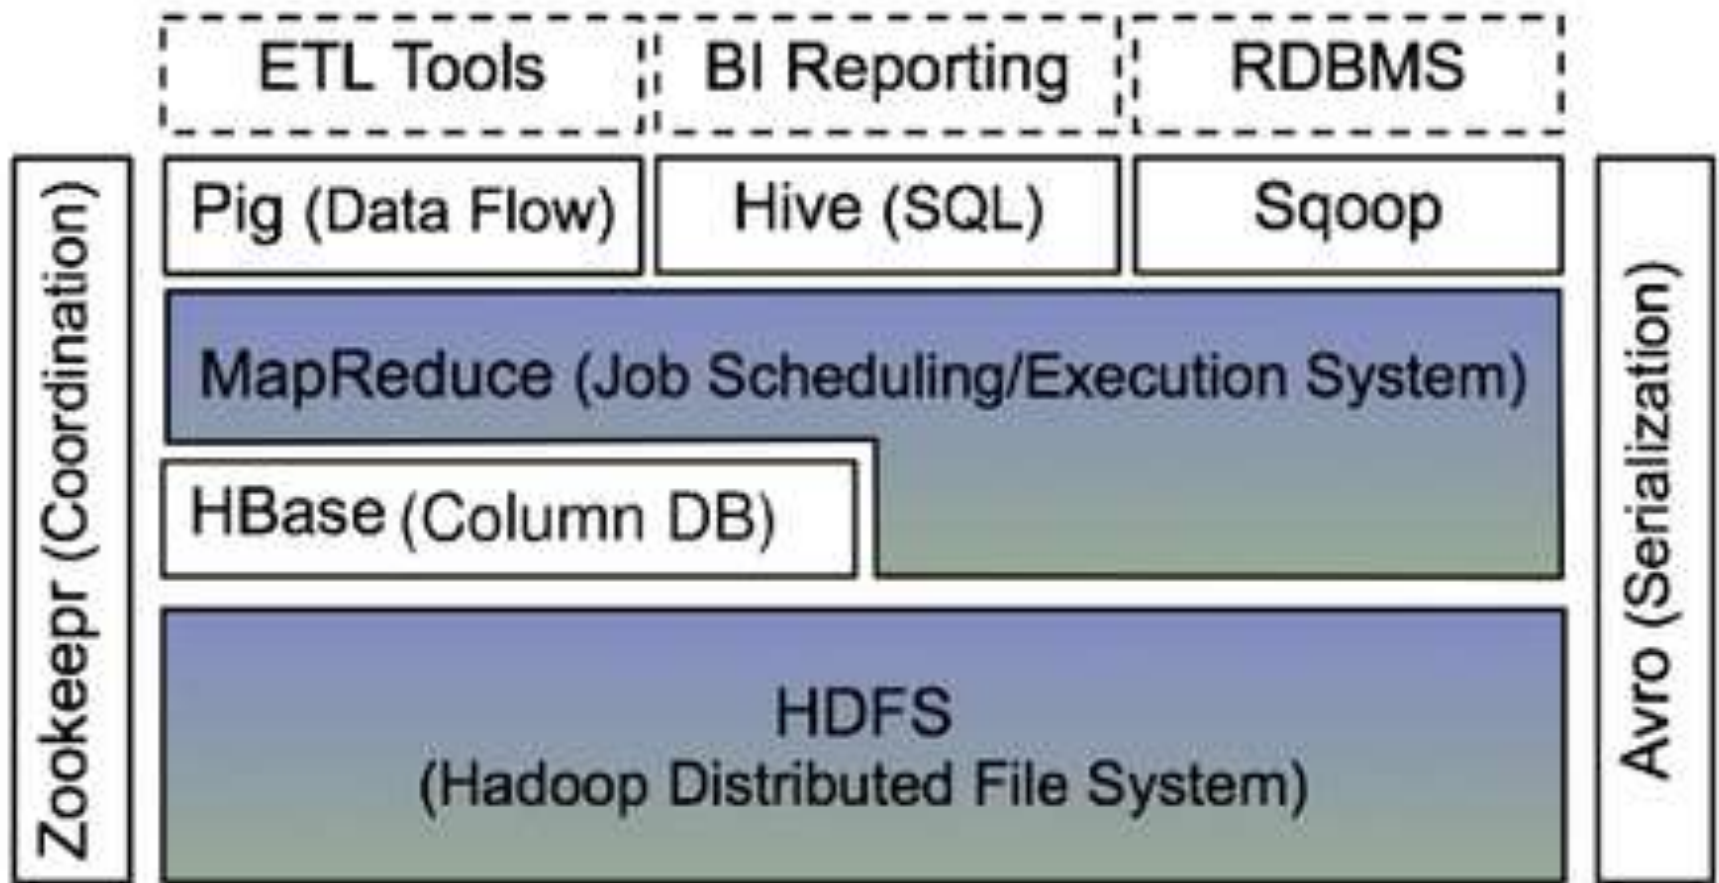 ETL Tools
BI Reporting
RDBMS
Pig (Data Flow)
Hive (SQL)
Sqoop
MapReduce (Job Scheduling/Execution System)
HBase (Column DB)
HDFS
(Hadoop Distributed File System)
Zookeepr (Coordination)
Avro (Serialization)